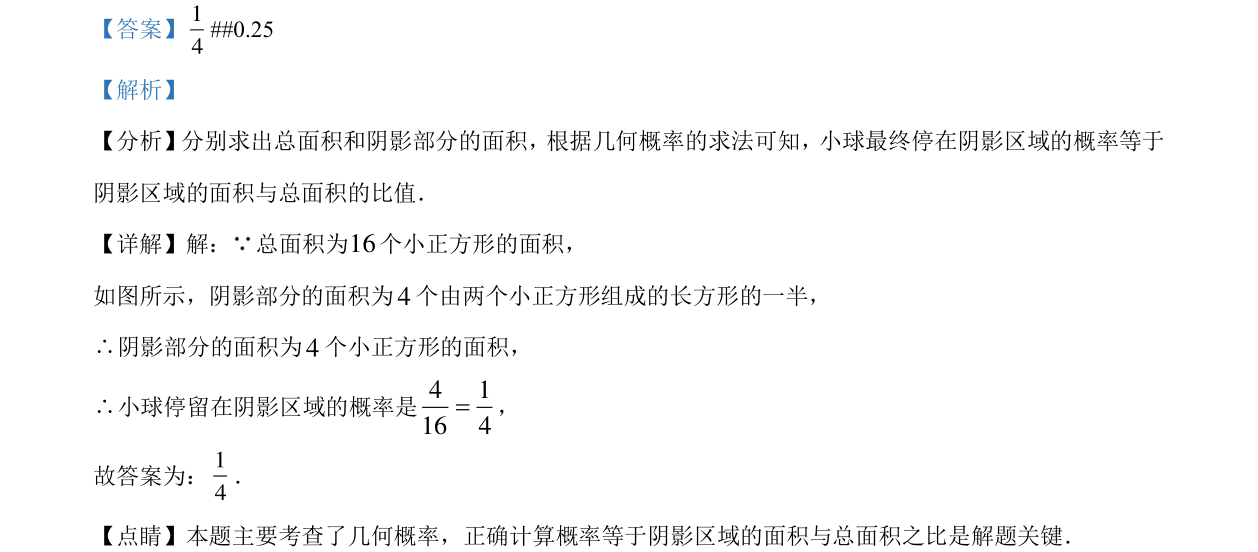 【答案】1/4##0.25
【解析】
【分析】分别求出总面积和阴影部分的面积，根据几何概率的求法可知，小球最终停在阴影区域的概率等于
阴影区域的面积与总面积的比值．
【详解】解：∵总面积为16个小正方形的面积，
如图所示，阴影部分的面积为4个由两个小正方形组成的长方形的一半，
∴阴影部分的面积为4个小正方形的面积，
∴小球停留在阴影区域的概率是4/16=1/4，
故答案为：1/4．
【点睛】本题主要考查了几何概率，正确计算概率等于阴影区域的面积与总面积之比是解题关键．